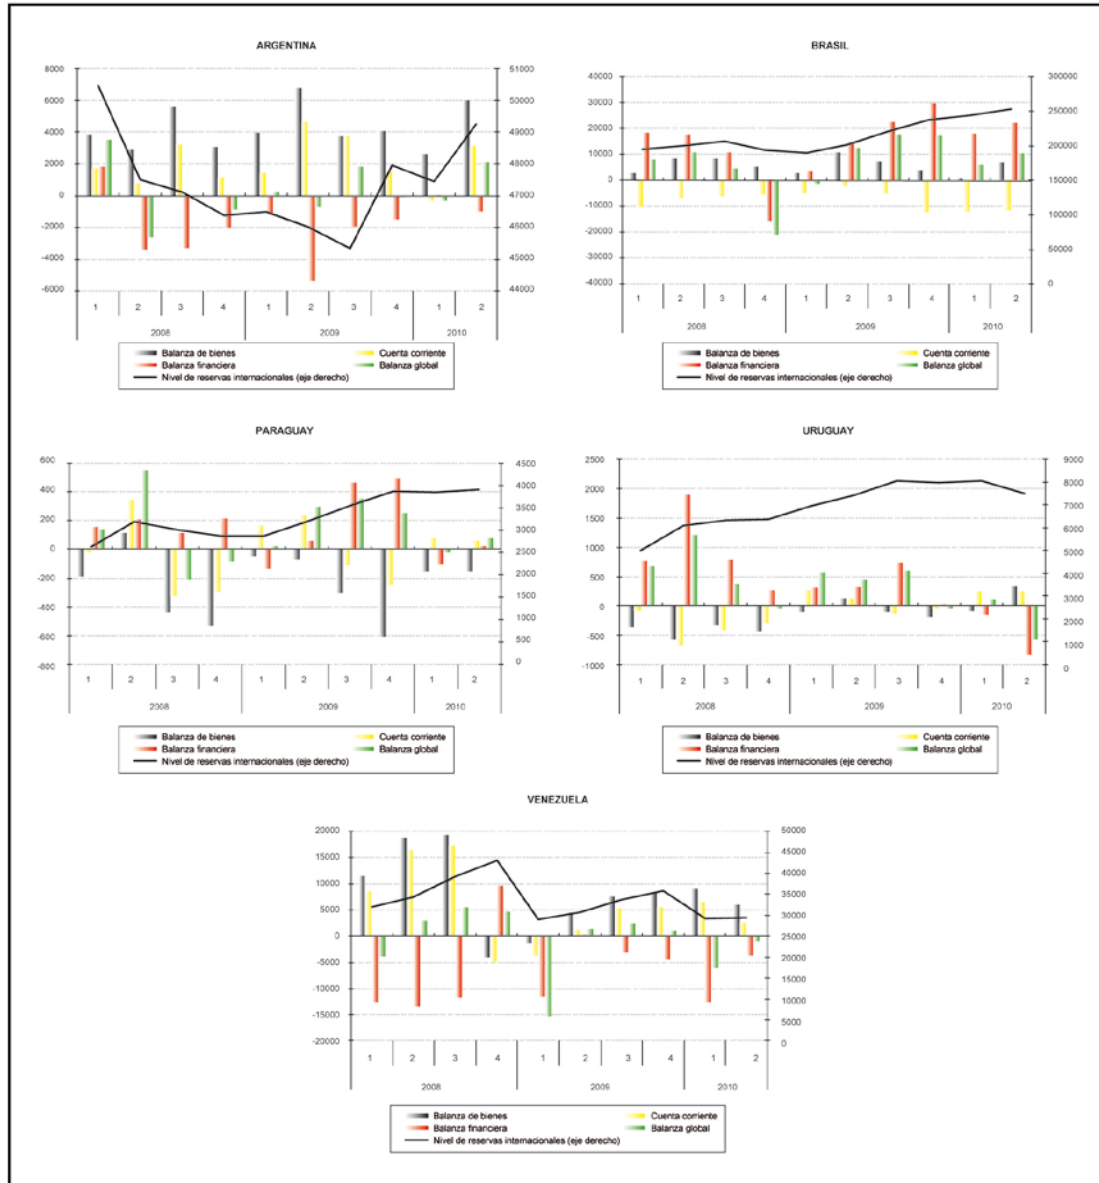 ARGENTINA
8000
6000
4000
2000
0
-2000
-4000
-6000
51000
50000
49000
48000
47000
46000
45000
44000
1 2 3 4 1 2 3 4 1 2
2008 2009 2010
Balanza de bienes Cuenta corriente
Balanza financiera Balanza global
Nivel de reservas internacionales (eje derecho)
BRASIL
40000
30000
20000
10000
0
-10000
-20000
-30000
-40000
300000
250000
200000
150000
100000
50000
0
1 2 3 4 1 2 3 4 1 2
2008 2009 2010
Balanza de bienes Cuenta corriente
Balanza financiera Balanza global
Nivel de reservas internacionales (eje derecho)
PARAGUAY
600
400
200
0
-200
-400
-600
-800
4500
4000
3500
3000
2500
2000
1500
1000
500
0
1 2 3 4 1 2 3 4 1 2
2008 2009 2010
Balanza de bienes Cuenta corriente
Balanza financiera Balanza global
Nivel de reservas internacionales (eje derecho)
URUGUAY
2500
2000
1500
1000
500
0
-500
-1000
9000
8000
7000
6000
5000
4000
3000
2000
1000
0
1 2 3 4 1 2 3 4 1 2
2008 2009 2010
Balanza de bienes Cuenta corriente
Balanza financiera Balanza global
Nivel de reservas internacionales (eje derecho)
VENEZUELA
20000
15000
10000
5000
0
-5000
-10000
-15000
-20000
50000
45000
40000
35000
30000
25000
20000
15000
10000
5000
0
1 2 3 4 1 2 3 4 1 2
2008 2009 2010
Balanza de bienes Cuenta corriente
Balanza financiera Balanza global
Nivel de reservas internacionales (eje derecho)